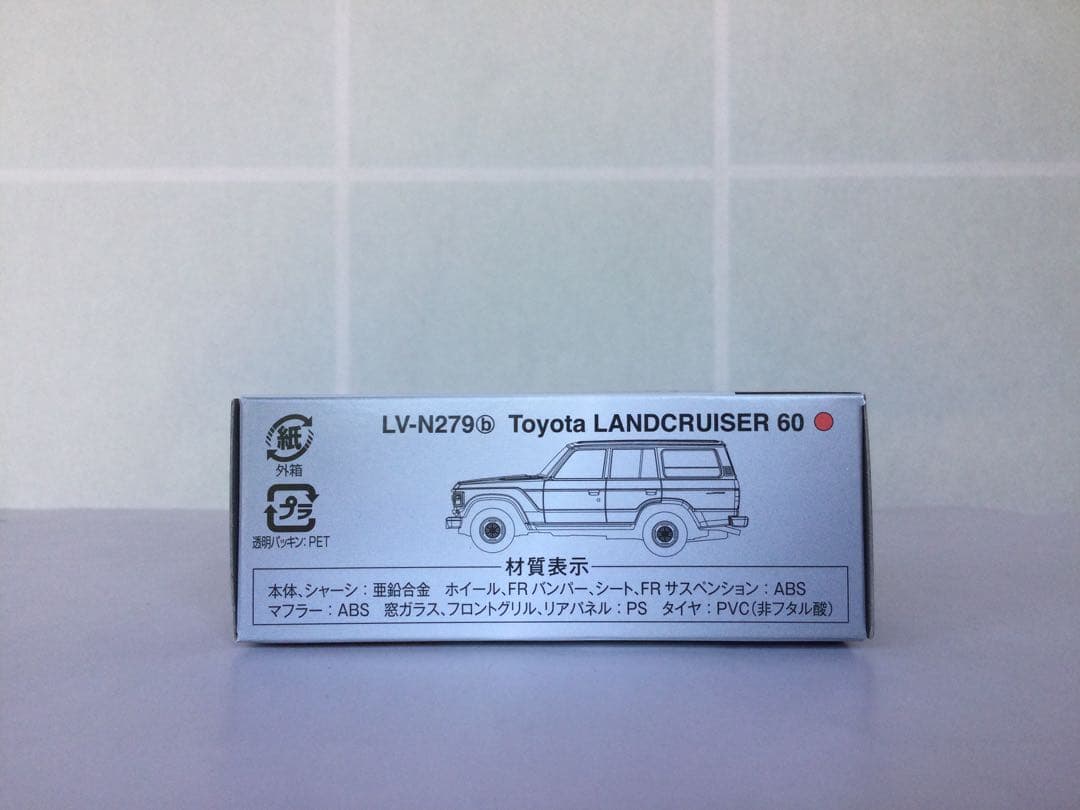 LV-N279ⓑ Toyota LANDCRUISER 60
紙
外箱
プラ
透明パッキン:PET
材質表示
本体、シャーシ:亜鉛合金 ホイール、FRバンパー、シート、FRサスペンション:ABS
マフラー:ABS 窓ガラス、フロントグリル、リアパネル:PS タイヤ:PVC(非フタル酸)